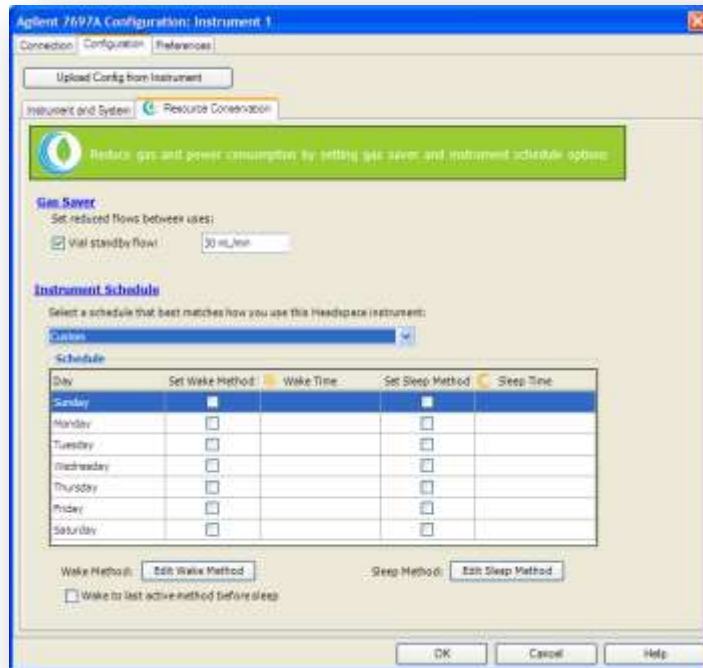 Agilent 7697A Configuration: Instrument 1
Connection Configuration Preferences
Upload Config from Instrument
Instrument and System Resource Conservation
Reduce gas and power consumption by setting gas saver and instrument schedule options
Gas Saver
Set reduced flows between uses:
Vial standby flow: 30 mL/min
Instrument Schedule
Select a schedule that best matches how you use this Headspace instrument:
Custom
Schedule
Day Set Wake Method Wake Time Set Sleep Method Sleep Time
Sunday
Monday
Tuesday
Wednesday
Thursday
Friday
Saturday
Wake Method: Edit Wake Method Sleep Method: Edit Sleep Method
Wake to last active method before sleep
OK Cancel Help